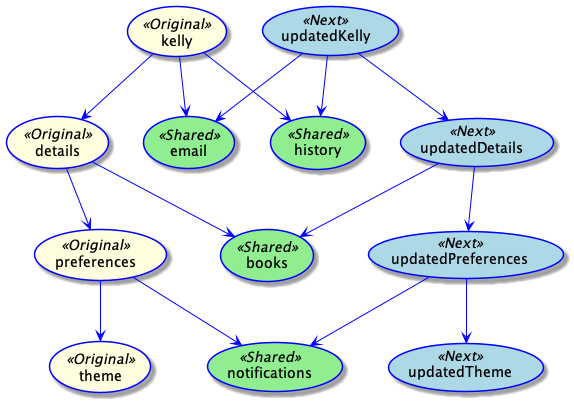 «Original»
kelly
«Next»
updatedKelly
«Original»
details
«Shared»
email
«Shared»
history
«Next»
updatedDetails
«Original»
preferences
«Shared»
books
«Next»
updatedPreferences
«Original»
theme
«Shared»
notifications
«Next»
updatedTheme